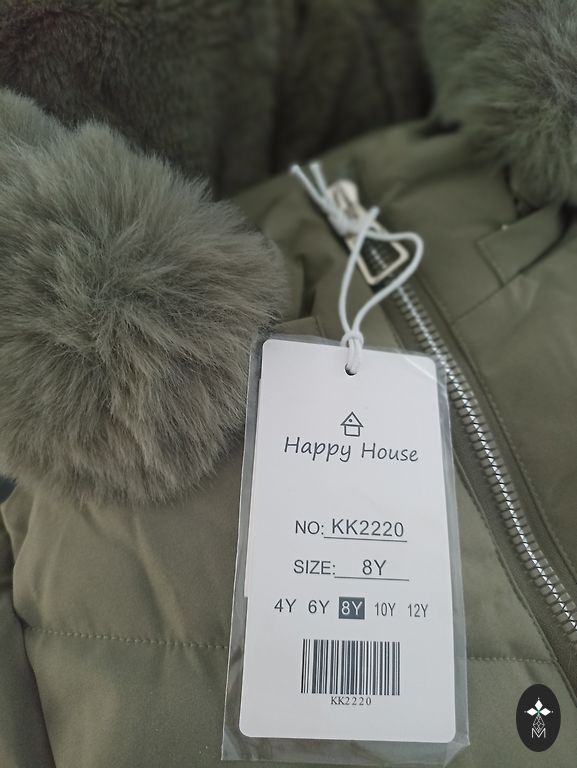 Happy House
NO: KK2220
SIZE: 8Y
4Y 6Y 8Y 10Y 12Y
KK2220
M